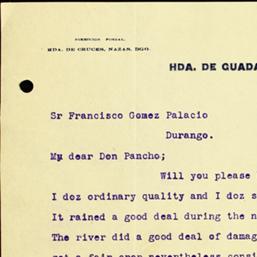 DIRECCION POSTAL.
HDA. DE CRUCES, NAZAS, DGO.
HDA. DE GUADA
Sr Francisco Gomez Palacio
Durango.
My dear Don Pancho;
Will you please
I doz ordinary quality and I doz s
It rained a good deal during the n
The river did a good deal of damag